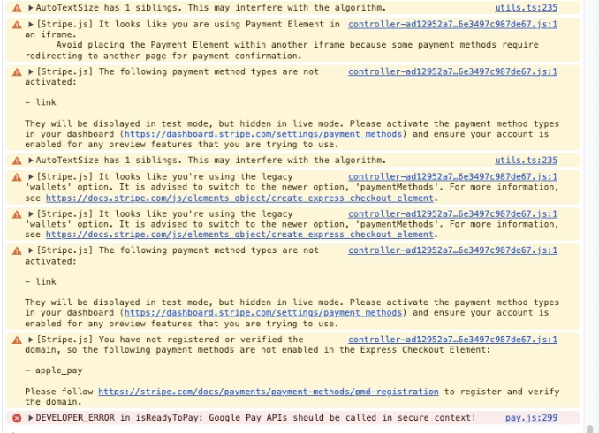 AutoTextSize has 1 siblings. This may interfere with the algorithm. utils.ts:235
[Stripe.js] It looks like you are using Payment Element in controller-ad12952a7…6e3497c987de67.js:1
an iframe.
Avoid placing the Payment Element within another iframe because some payment methods require
redirecting to another page for payment confirmation.
[Stripe.js] The following payment method types are not controller-ad12952a7…6e3497c987de67.js:1
activated:
- link
They will be displayed in test mode, but hidden in live mode. Please activate the payment method types
in your dashboard (https://dashboard.stripe.com/settings/payment_methods) and ensure your account is
enabled for any preview features that you are trying to use.
AutoTextSize has 1 siblings. This may interfere with the algorithm. utils.ts:235
[Stripe.js] It looks like you're using the legacy controller-ad12952a7…6e3497c987de67.js:1
'wallets' option. It is advised to switch to the newer option, 'paymentMethods'. For more information,
see https://docs.stripe.com/js/elements_object/create_express_checkout_element.
[Stripe.js] It looks like you're using the legacy controller-ad12952a7…6e3497c987de67.js:1
'wallets' option. It is advised to switch to the newer option, 'paymentMethods'. For more information,
see https://docs.stripe.com/js/elements_object/create_express_checkout_element.
[Stripe.js] The following payment method types are not controller-ad12952a7…6e3497c987de67.js:1
activated:
- link
They will be displayed in test mode, but hidden in live mode. Please activate the payment method types
in your dashboard (https://dashboard.stripe.com/settings/payment_methods) and ensure your account is
enabled for any preview features that you are trying to use.
[Stripe.js] You have not registered or verified the controller-ad12952a7…6e3497c987de67.js:1
domain, so the following payment methods are not enabled in the Express Checkout Element:
- apple_pay
Please follow https://stripe.com/docs/payments/payment-methods/pmd-registration to register and verify
the domain.
DEVELOPER_ERROR in isReadyToPay: Google Pay APIs should be called in secure context! pay.js:299